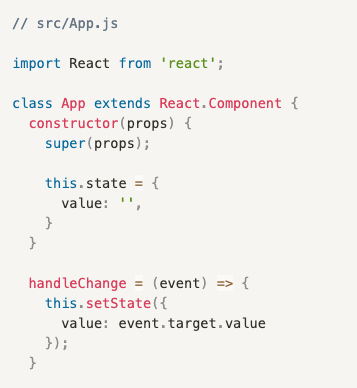 // src/App.js
import React from 'react';
class App extends React.Component {
  constructor(props) {
    super(props);
    this.state = {
      value: '',
    }
  }
  handleChange = (event) => {
    this.setState({
      value: event.target.value
    });
  }